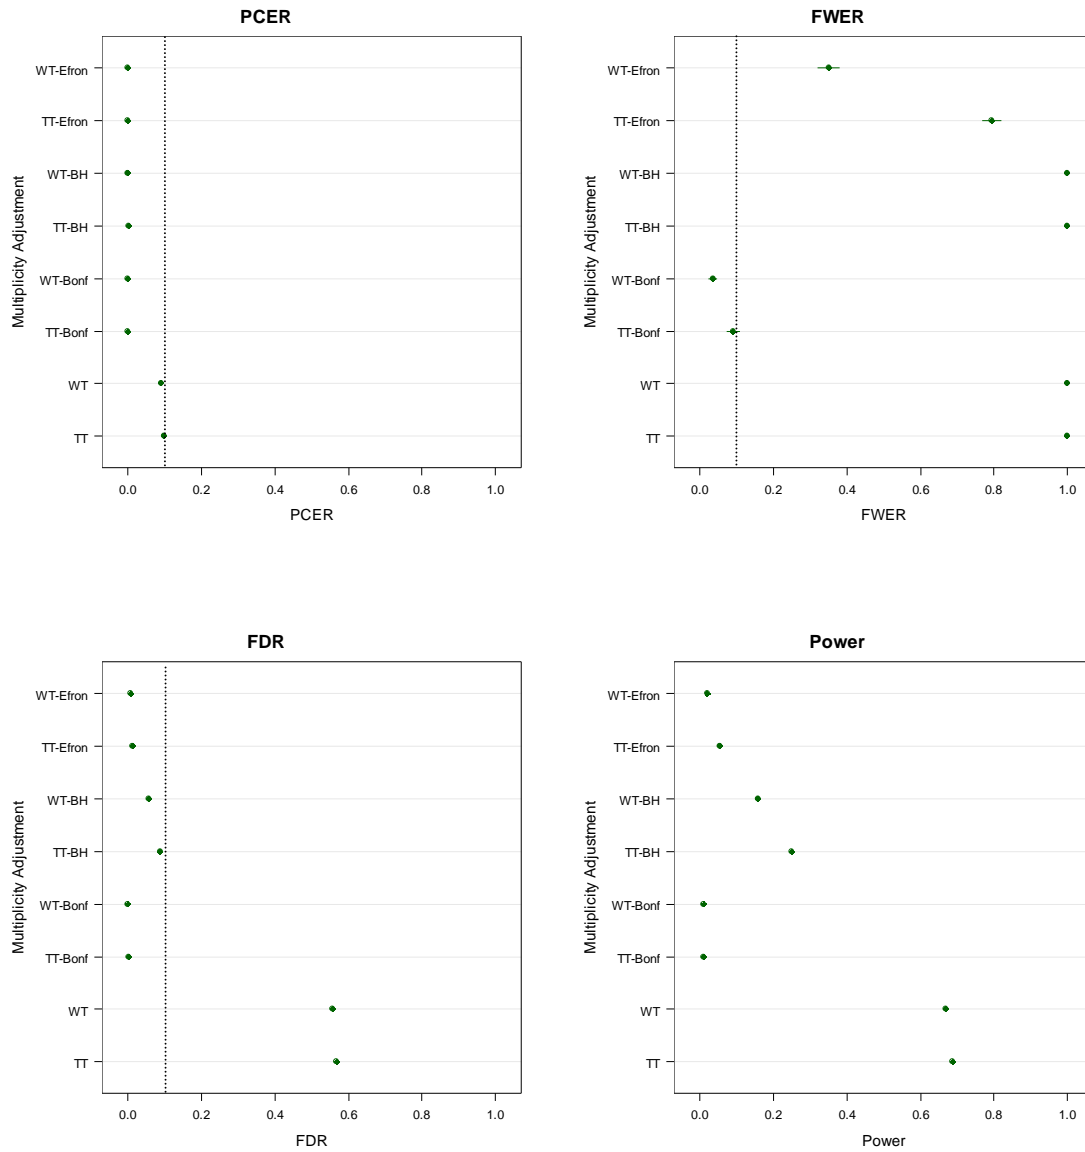 PCER
Multiplicity Adjustment
WT-Efron
TT-Efron
WT-BH
TT-BH
WT-Bonf
TT-Bonf
WT
TT
0.0 0.2 0.4 0.6 0.8 1.0
PCER
FWER
Multiplicity Adjustment
WT-Efron
TT-Efron
WT-BH
TT-BH
WT-Bonf
TT-Bonf
WT
TT
0.0 0.2 0.4 0.6 0.8 1.0
FWER
FDR
Multiplicity Adjustment
WT-Efron
TT-Efron
WT-BH
TT-BH
WT-Bonf
TT-Bonf
WT
TT
0.0 0.2 0.4 0.6 0.8 1.0
FDR
Power
Multiplicity Adjustment
WT-Efron
TT-Efron
WT-BH
TT-BH
WT-Bonf
TT-Bonf
WT
TT
0.0 0.2 0.4 0.6 0.8 1.0
Power